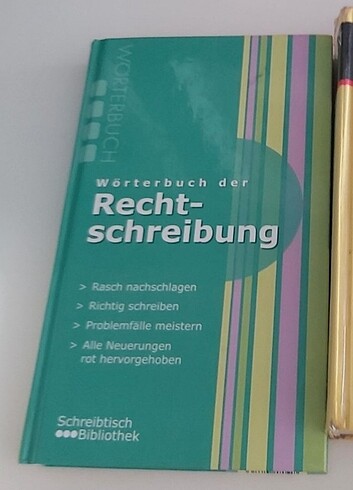 WÖRTERBUCH
Wörterbuch der
Recht-
schreibung
> Rasch nachschlagen
> Richtig schreiben
> Problemfälle meistern
> Alle Neuerungen
rot hervorgehoben
Schreibtisch
Bibliothek